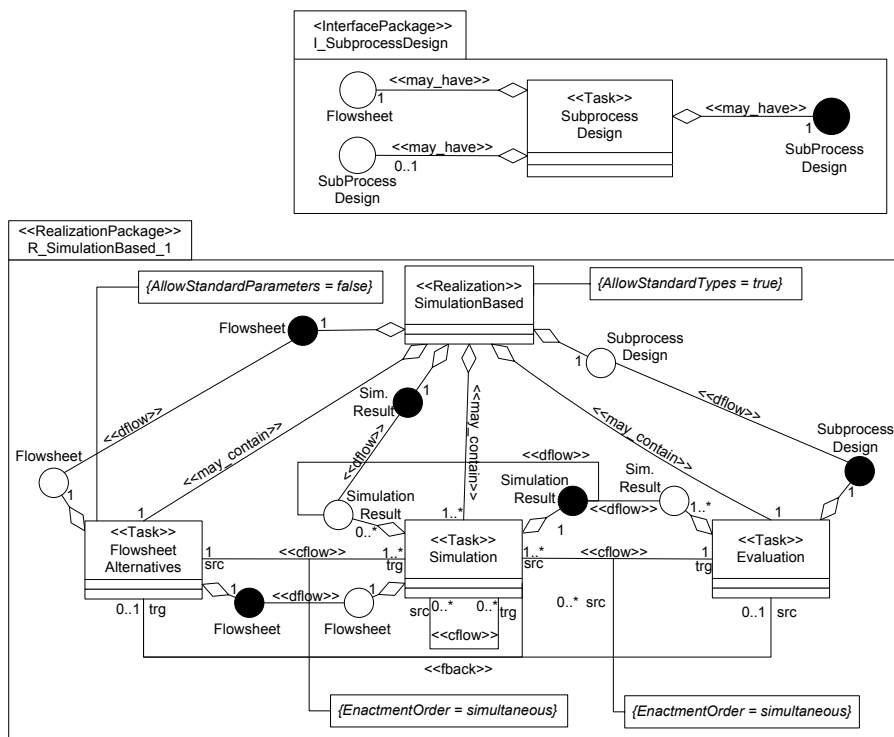 <InterfacePackage>>
I_SubprocessDesign
<<may_have>>
1
Flowsheet
<<Task>>
Subprocess
Design
<<may_have>>
1
SubProcess
Design
<<may_have>>
0..1
SubProcess
Design
<<RealizationPackage>>
R_SimulationBased_1
{AllowStandardParameters = false}
<<Realization>>
SimulationBased
{AllowStandardTypes = true}
Flowsheet
1
1
Subprocess
Design
1
Sim.
Result
<<dflow>>
<<may_contain>>
<<dflow>>
<<may_contain>>
<<may_contain>>
<<dflow>>
Flowsheet
1
<<dflow>>
Simulation
Result
0..*
Simulation
Result
1
<<dflow>>
Sim.
Result
1..*
Subprocess
Design
1
1
1..*
1
<<Task>>
Flowsheet
Alternatives
1
src
<<cflow>>
1..*
trg
<<Task>>
Simulation
1..*
src
<<cflow>>
1
trg
<<Task>>
Evaluation
1
<<dflow>>
Flowsheet
Flowsheet
0..1 trg
src
0..*
0..*
trg
<<cflow>>
0..* src
0..1 src
<<fback>>
{EnactmentOrder = simultaneous}
{EnactmentOrder = simultaneous}